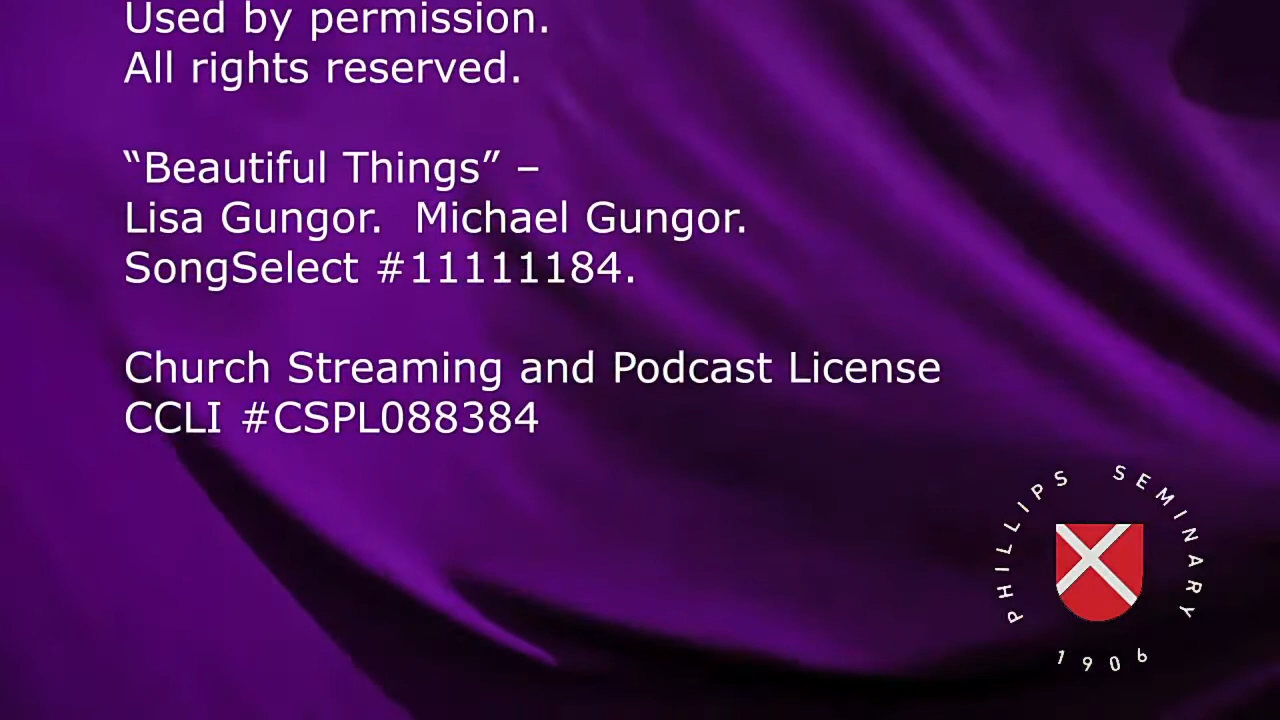 Used by permission.
All rights reserved.
“Beautiful Things” –
Lisa Gungor.  Michael Gungor.
SongSelect #11111184.
Church Streaming and Podcast License
CCLI #CSPL088384
PHILLIPS SEMINARY
1906